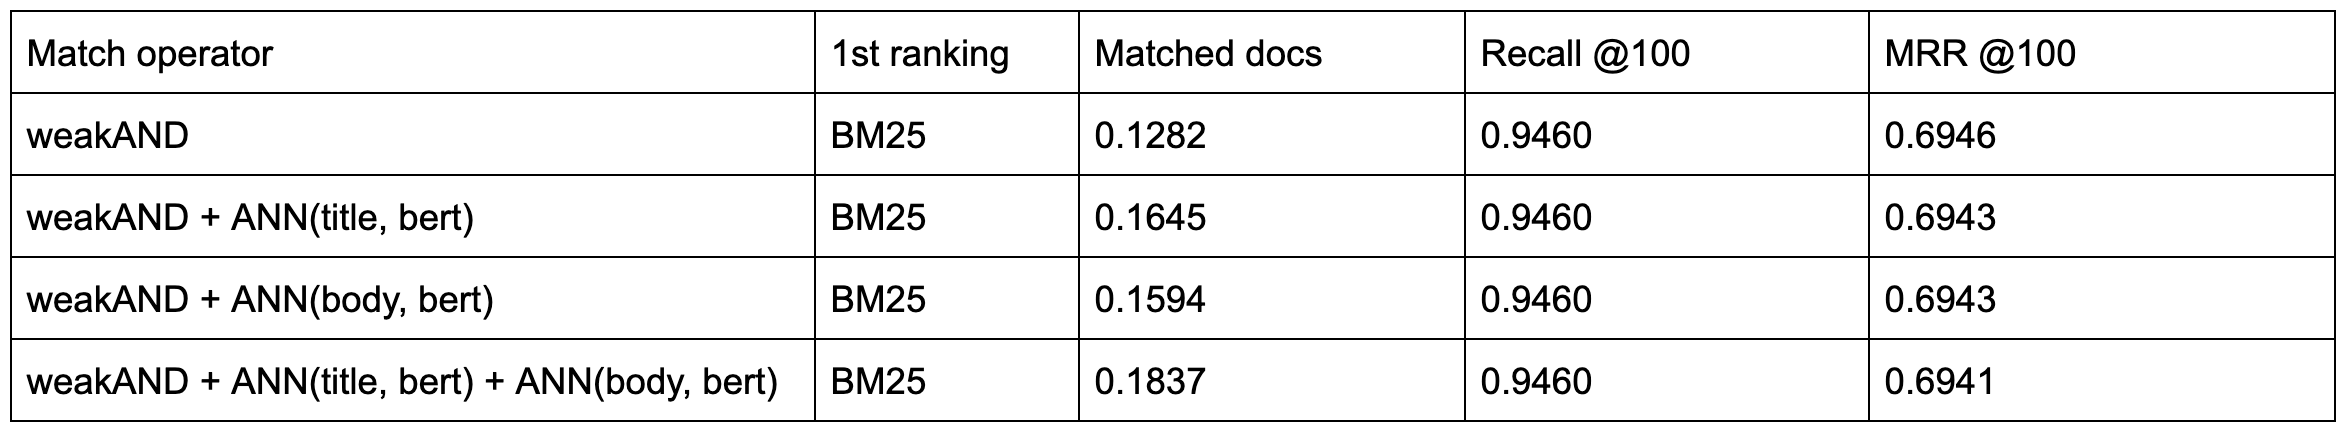 Match operator 1st ranking Matched docs Recall @100 MRR @100
weakAND BM25 0.1282 0.9460 0.6946
weakAND + ANN(title, bert) BM25 0.1645 0.9460 0.6943
weakAND + ANN(body, bert) BM25 0.1594 0.9460 0.6943
weakAND + ANN(title, bert) + ANN(body, bert) BM25 0.1837 0.9460 0.6941